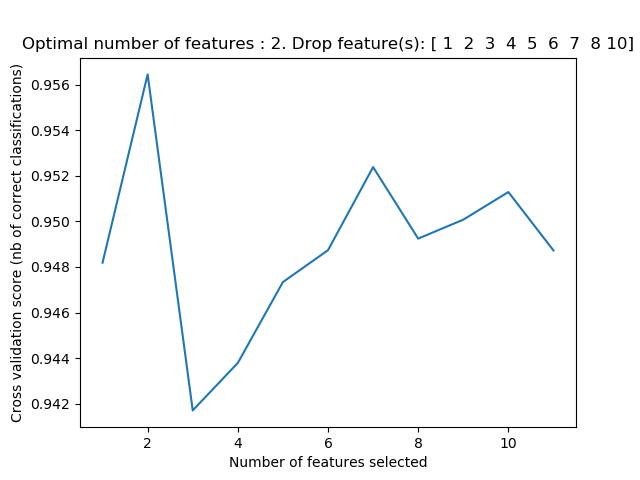 Optimal number of features : 2. Drop feature(s): [ 1  2  3  4  5  6  7  8 10]
Cross validation score (nb of correct classifications)
0.956
0.954
0.952
0.950
0.948
0.946
0.944
0.942
2 4 6 8 10
Number of features selected